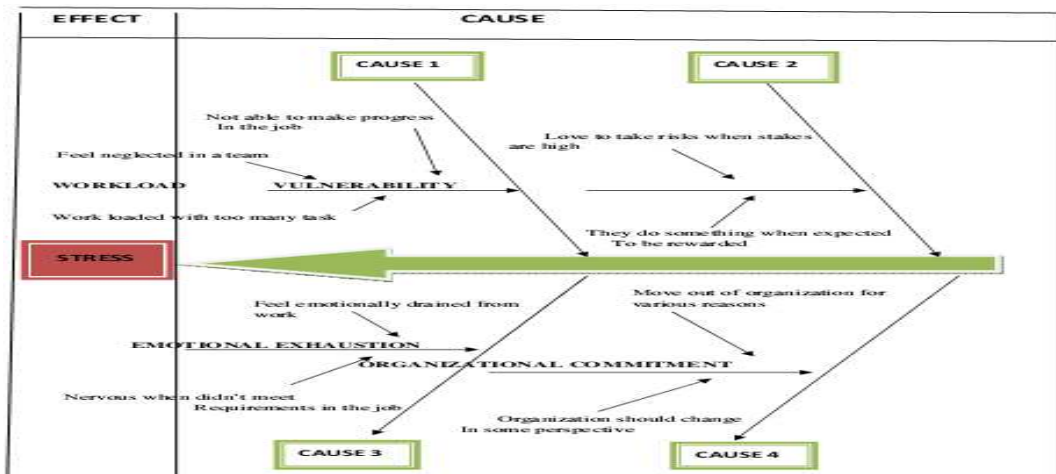 EFFECT
CAUSE
CAUSE 1
CAUSE 2
Not able to make progress
In the job
Love to take risks when stakes
are high
Feel neglected in a team
WORKLOAD
VULNERABILITY
Work loaded with too many task
They do something when expected
To be rewarded
STRESS
Feel emotionally drained from
work
Move out of organization for
various reasons
EMOTIONAL EXHAUSTION
ORGANIZATIONAL COMMITMENT
Nervous when didn't meet
Requirements in the job
Organization should change
In some perspective
CAUSE 3
CAUSE 4